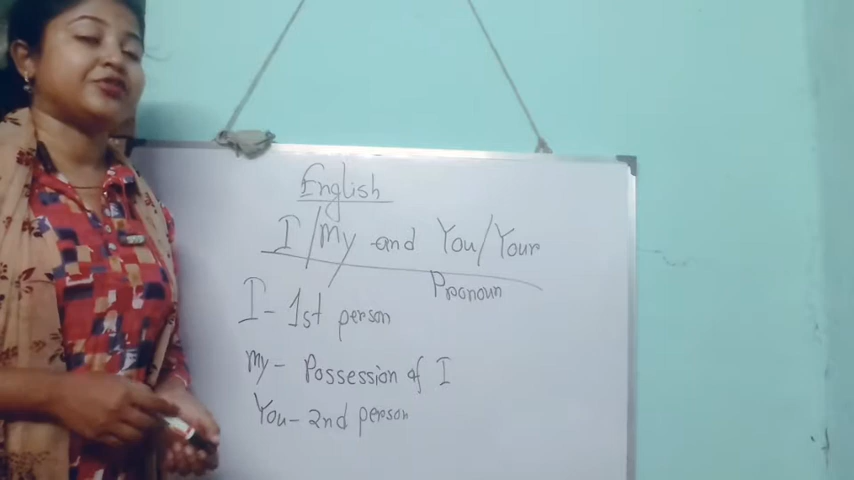 English
I/My and You/Your
Pronoun
I - 1st person
My - Possession of I
You - 2nd person